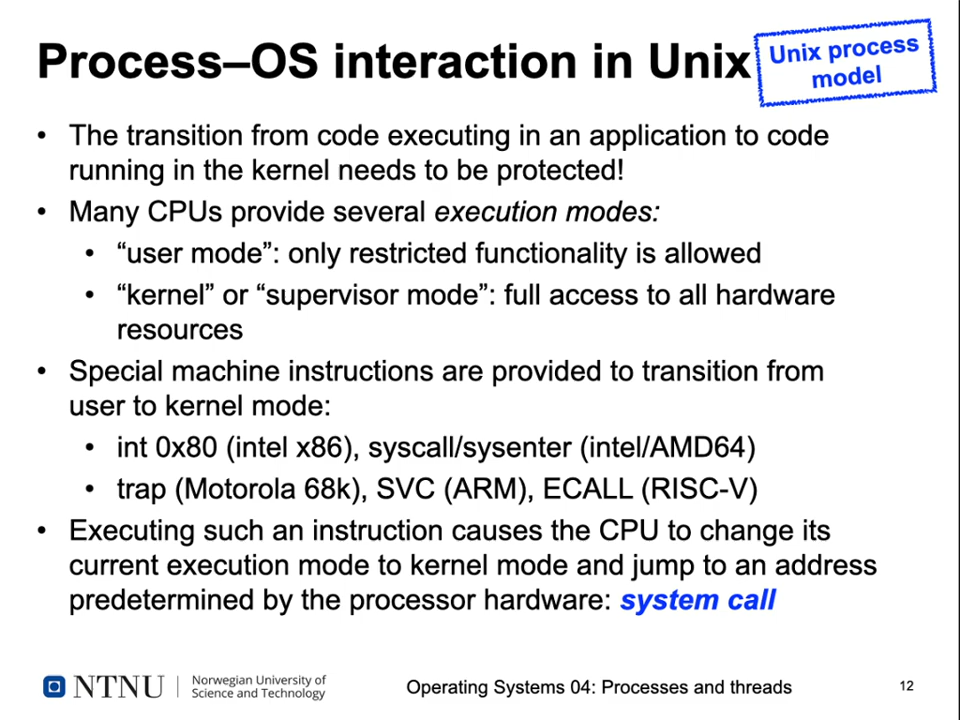 Process–OS interaction in Unix
Unix process
model
• The transition from code executing in an application to code
running in the kernel needs to be protected!
• Many CPUs provide several execution modes:
• “user mode”: only restricted functionality is allowed
• “kernel” or “supervisor mode”: full access to all hardware
resources
• Special machine instructions are provided to transition from
user to kernel mode:
• int 0x80 (intel x86), syscall/sysenter (intel/AMD64)
• trap (Motorola 68k), SVC (ARM), ECALL (RISC-V)
• Executing such an instruction causes the CPU to change its
current execution mode to kernel mode and jump to an address
predetermined by the processor hardware: system call
NTNU
Norwegian University of
Science and Technology
Operating Systems 04: Processes and threads
12